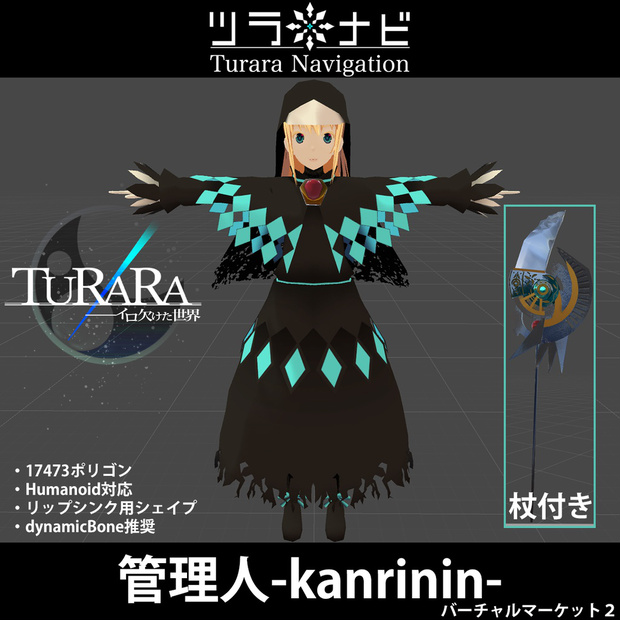 ツラ※ナビ
Turara Navigation
TURARA
イロ欠けた世界
・17473ポリゴン
・Humanoid対応
・リップシンク用シェイプ
・dynamicBone推奨
杖付き
管理人-kanrinin-
バーチャルマーケット2